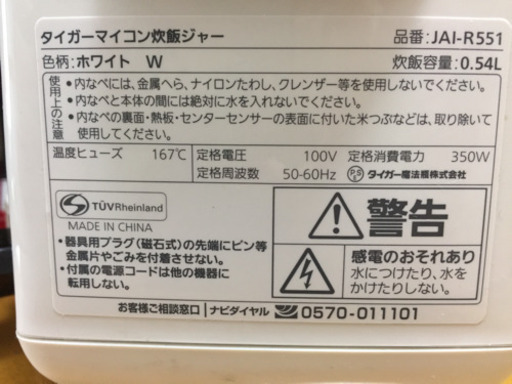 タイガーマイコン炊飯ジャー 品番:JAI-R551
色柄:ホワイト W 炊飯容量:0.54L
使用上の注意
•内なべには、金属へら、ナイロンたわし、クレンザー等を使用しないでください。
•内なべと本体の間には絶対に水を入れないでください。
•内なべの裏面・熱板・センターセンサーの表面に付いた米つぶなどは、取り除いて
使用してください。
温度ヒューズ 167℃ 定格電圧 100V 定格消費電力 350W
定格周波数 50-60Hz PSE タイガー魔法瓶株式会社
TÜVRheinland
MADE IN CHINA
•器具用プラグ(磁石式)の先端にピン等
金属片やごみを付着させない。
•付属の電源コードは他の機器に
転用しない。
警告
感電のおそれあり
水につけたり、水を
かけたりしない。
お客様ご相談窓口 ナビダイヤル 0570-011101